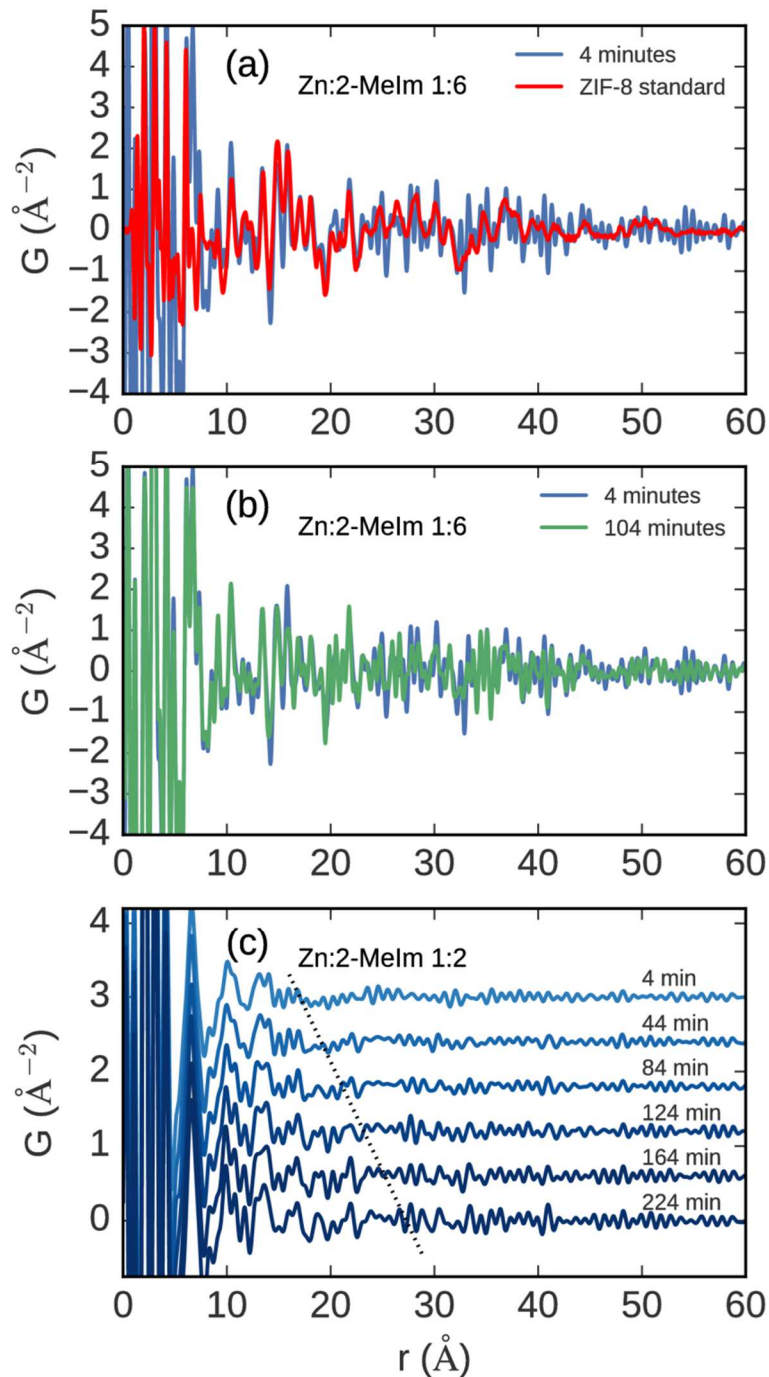 (a)
Zn:2-MeIm 1:6
4 minutes
ZIF-8 standard
G (Å⁻²)
5
4
3
2
1
0
−1
−2
−3
−4
0 10 20 30 40 50 60
(b)
Zn:2-MeIm 1:6
4 minutes
104 minutes
G (Å⁻²)
5
4
3
2
1
0
−1
−2
−3
−4
0 10 20 30 40 50 60
(c)
Zn:2-MeIm 1:2
4 min
44 min
84 min
124 min
164 min
224 min
G (Å⁻²)
4
3
2
1
0
0 10 20 30 40 50 60
r (Å)